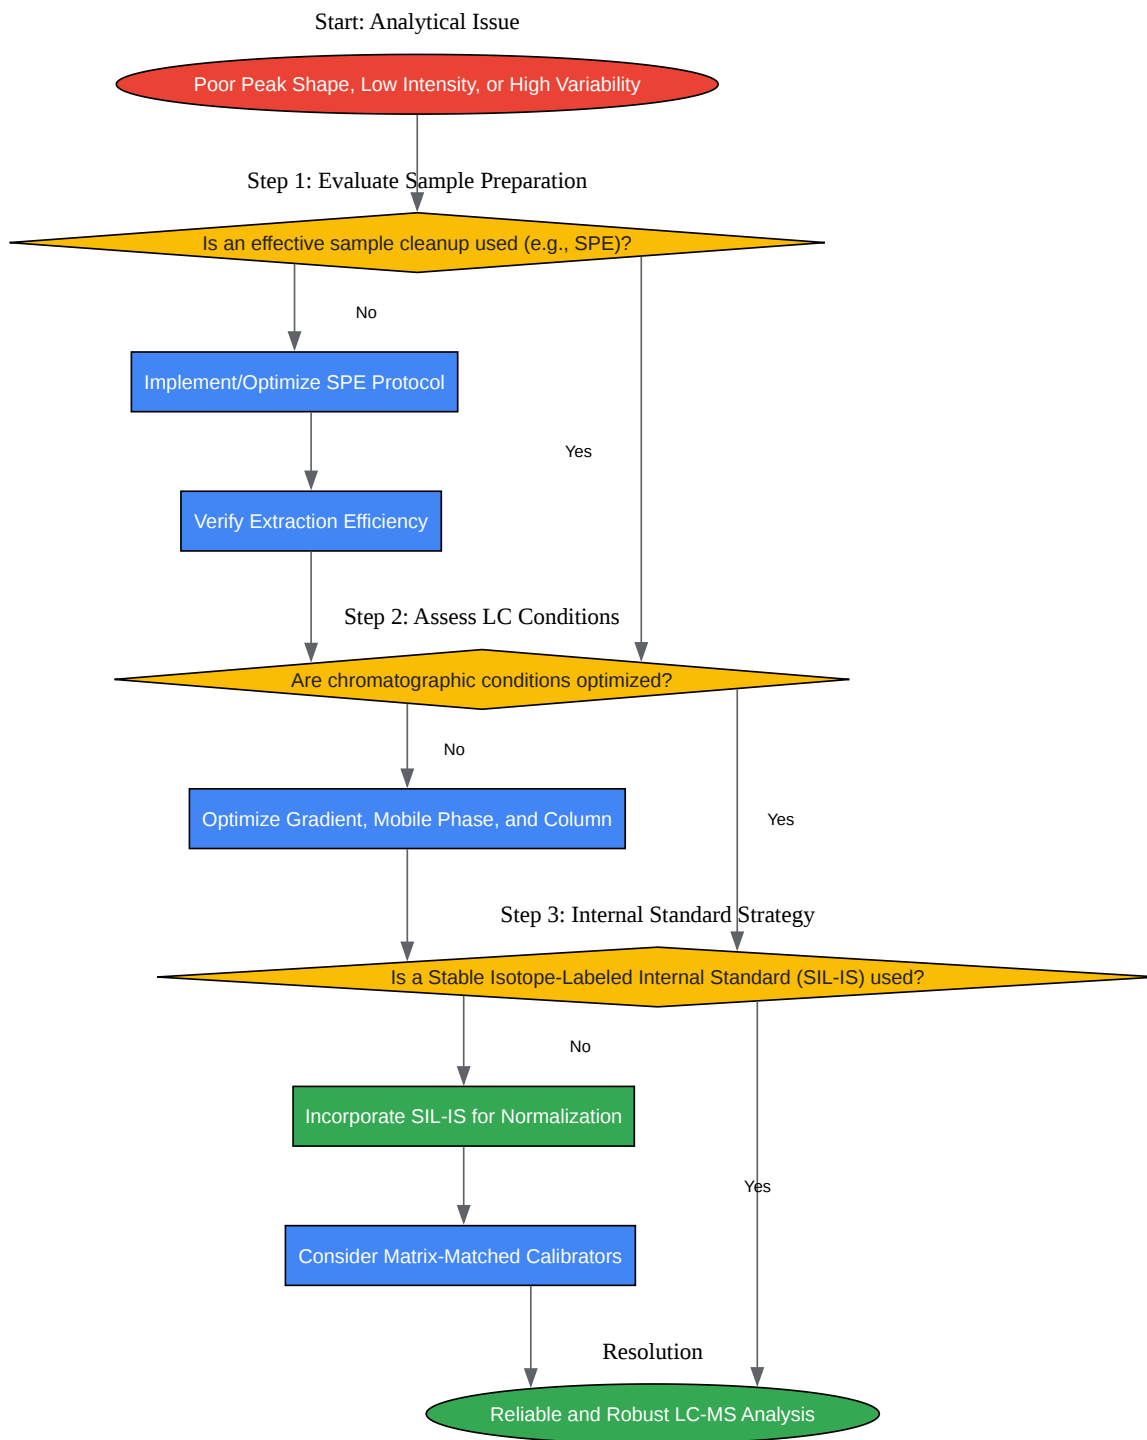 Start: Analytical Issue
Poor Peak Shape, Low Intensity, or High Variability
Step 1: Evaluate Sample Preparation
Is an effective sample cleanup used (e.g., SPE)?
No
Implement/Optimize SPE Protocol
Yes
Verify Extraction Efficiency
Step 2: Assess LC Conditions
Are chromatographic conditions optimized?
No
Optimize Gradient, Mobile Phase, and Column
Yes
Step 3: Internal Standard Strategy
Is a Stable Isotope-Labeled Internal Standard (SIL-IS) used?
No
Incorporate SIL-IS for Normalization
Yes
Consider Matrix-Matched Calibrators
Resolution
Reliable and Robust LC-MS Analysis